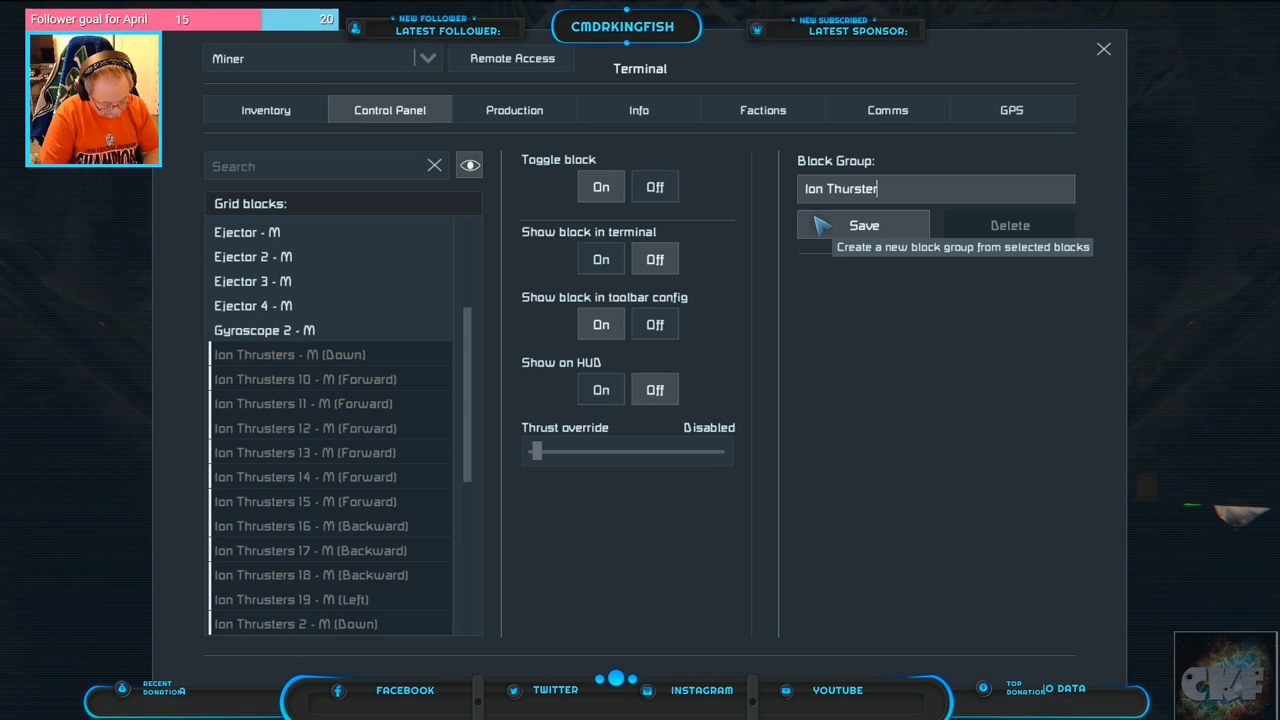 Follower goal for April 15 20
NEW FOLLOWER
LATEST FOLLOWER:
CMDRKINGFISH
NEW SUBSCRIBER
LATEST SPONSOR:
Miner
Remote Access
Terminal
Inventory
Control Panel
Production
Info
Factions
Comms
GPS
Search
Grid blocks:
Ejector - M
Ejector 2 - M
Ejector 3 - M
Ejector 4 - M
Gyroscope 2 - M
Ion Thrusters - M (Down)
Ion Thrusters 10 - M (Forward)
Ion Thrusters 11 - M (Forward)
Ion Thrusters 12 - M (Forward)
Ion Thrusters 13 - M (Forward)
Ion Thrusters 14 - M (Forward)
Ion Thrusters 15 - M (Forward)
Ion Thrusters 16 - M (Backward)
Ion Thrusters 17 - M (Backward)
Ion Thrusters 18 - M (Backward)
Ion Thrusters 19 - M (Left)
Ion Thrusters 2 - M (Down)
Toggle block
On Off
Show block in terminal
On Off
Show block in toolbar config
On Off
Show on HUD
On Off
Thrust override Disabled
Block Group:
Ion Thurster
Save Delete
Create a new block group from selected blocks
RECENT
DONATION
FACEBOOK
TWITTER
INSTAGRAM
YOUTUBE
TOP
DONATION
O DATA
CKF